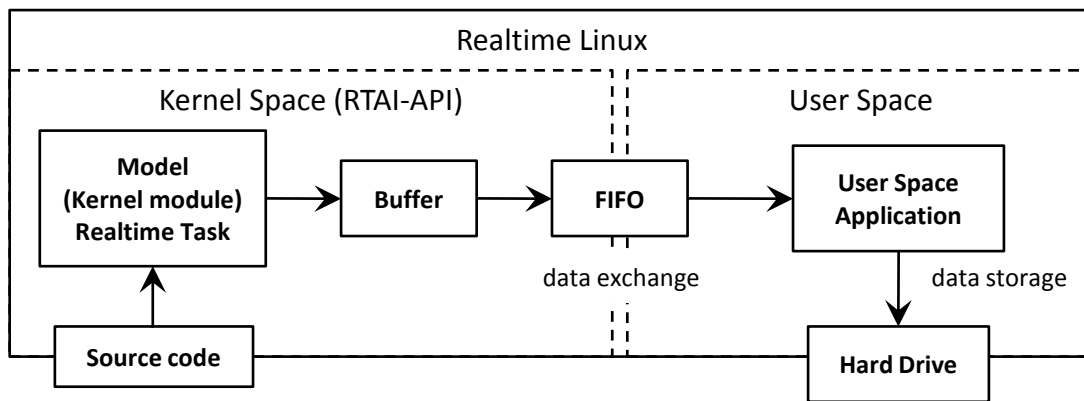 Realtime Linux
Kernel Space (RTAI-API)
User Space
Model
(Kernel module)
Realtime Task
Buffer
FIFO
User Space
Application
data exchange
data storage
Source code
Hard Drive